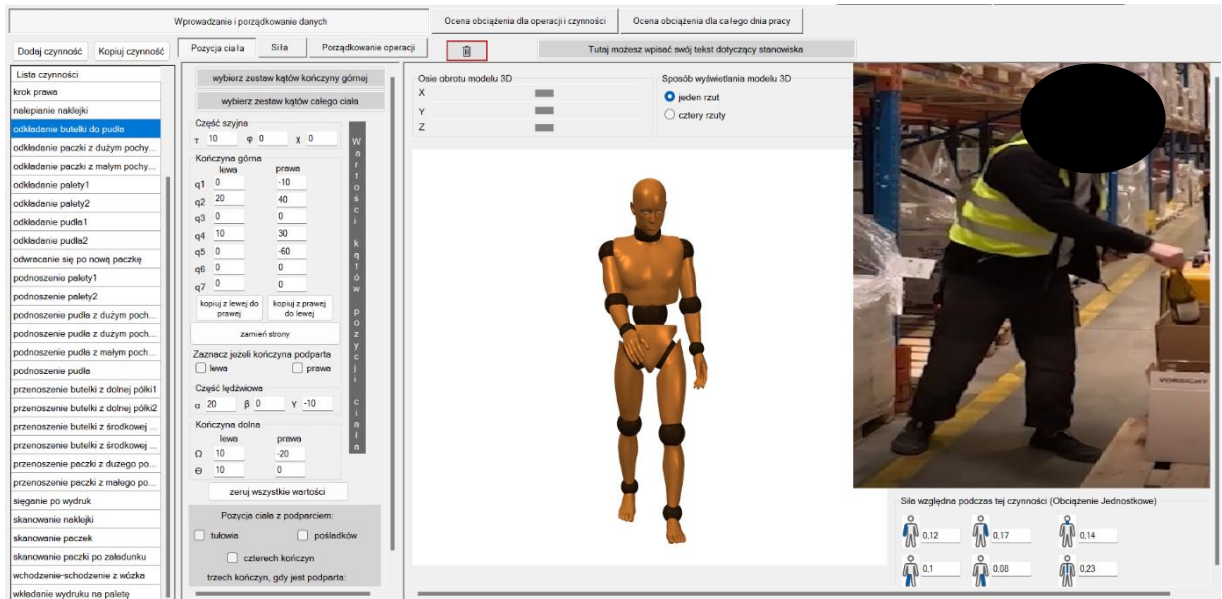 Wprowadzanie i porządkowanie danych
Ocena obciążenia dla operacji i czynności
Ocena obciążenia dla całego dnia pracy
Dodaj czynność
Kopiuj czynność
Pozycja ciała
Siła
Porządkowanie operacji
Tutaj możesz wpisać swój tekst dotyczący stanowiska
Lista czynności
krok prawa
nalepianie naklejki
odkładanie butelki do pudła
odkładanie paczki z dużym pochy...
odkładanie paczki z małym pochy...
odkładanie palety1
odkładanie palety2
odkładanie pudła1
odkładanie pudła2
odwracanie się po nową paczkę
podnoszenie palety1
podnoszenie palety2
podnoszenie pudła z dużym poch...
podnoszenie pudła z dużym poch...
podnoszenie pudła z małym poch...
podnoszenie pudła
przenoszenie butelki z dolnej półki1
przenoszenie butelki z dolnej półki2
przenoszenie butelki z środkowej ...
przenoszenie butelki z środkowej ...
przenoszenie paczki z dużego po...
przenoszenie paczki z małego po...
sięganie po wydruk
skanowanie naklejki
skanowanie paczek
skanowanie paczki po załadunku
wchodzenie-schodzenie z wózka
wkładanie wydruku na paletę
wybierz zestaw kątów kończyny górnej
wybierz zestaw kątów całego ciała
Część szyjna
τ 10 φ 0 χ 0
Kończyna górna
lewa prawa
q1 0 -10
q2 20 40
q3 0 0
q4 10 30
q5 0 -60
q6 0 0
q7 0 0
kopiuj z lewej do prawej
kopiuj z prawej do lewej
zamień strony
Zaznacz jeżeli kończyna podparta
lewa prawa
Część lędźwiowa
α 20 β 0 γ -10
Kończyna dolna
lewa prawa
Ω 10 -20
Θ 10 0
zeruj wszystkie wartości
Pozycja ciała z podparciem:
tułowia pośladków
czterech kończyn
trzech kończyn, gdy jest podparta:
Wartości kątów pozycji ciała
Osie obrotu modelu 3D
X
Y
Z
Sposób wyświetlania modelu 3D
jeden rzut
cztery rzuty
VORSICHT
Siła względna podczas tej czynności (Obciążenie Jednostkowe)
0,12 0,17 0,14
0,1 0,08 0,23